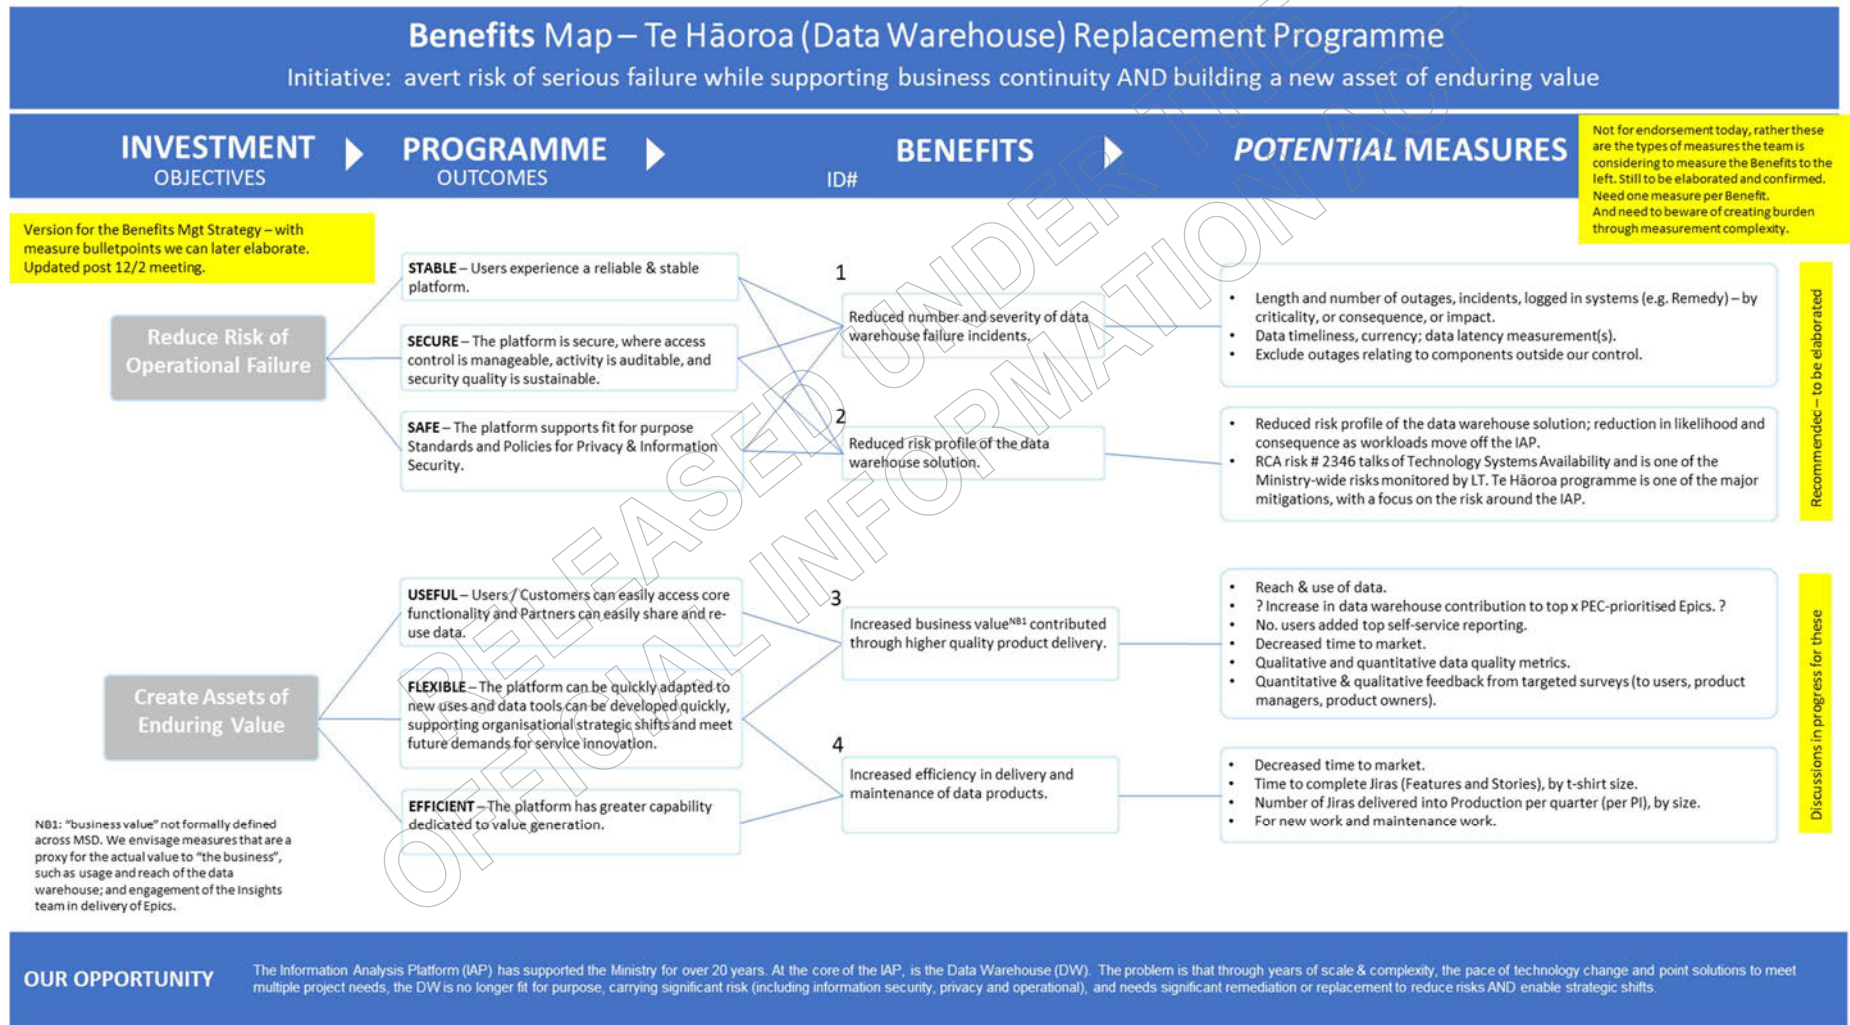 Benefits Map – Te Hāoroa (Data Warehouse) Replacement Programme
Initiative: avert risk of serious failure while supporting business continuity AND building a new asset of enduring value
INVESTMENT
OBJECTIVES
PROGRAMME
OUTCOMES
BENEFITS
ID#
POTENTIAL MEASURES
Not for endorsement today, rather these
are the types of measures the team is
considering to measure the Benefits to the
left. Still to be elaborated and confirmed.
Need one measure per Benefit.
And need to beware of creating burden
through measurement complexity.
Version for the Benefits Mgt Strategy – with
measure bulletpoints we can later elaborate.
Updated post 12/2 meeting.
Reduce Risk of
Operational Failure
STABLE – Users experience a reliable & stable
platform.
SECURE – The platform is secure, where access
control is manageable, activity is auditable, and
security quality is sustainable.
SAFE – The platform supports fit for purpose
Standards and Policies for Privacy & Information
Security.
1
Reduced number and severity of data
warehouse failure incidents.
2
Reduced risk profile of the data
warehouse solution.
• Length and number of outages, incidents, logged in systems (e.g. Remedy) – by
criticality, or consequence, or impact.
• Data timeliness, currency; data latency measurement(s).
• Exclude outages relating to components outside our control.
• Reduced risk profile of the data warehouse solution; reduction in likelihood and
consequence as workloads move off the IAP.
• RCA risk # 2346 talks of Technology Systems Availability and is one of the
Ministry-wide risks monitored by LT. Te Hāoroa programme is one of the major
mitigations, with a focus on the risk around the IAP.
Recommended – to be elaborated
Create Assets of
Enduring Value
USEFUL – Users / Customers can easily access core
functionality and Partners can easily share and re-
use data.
FLEXIBLE – The platform can be quickly adapted to
new uses and data tools can be developed quickly,
supporting organisational strategic shifts and meet
future demands for service innovation.
EFFICIENT – The platform has greater capability
dedicated to value generation.
3
Increased business valueNB1 contributed
through higher quality product delivery.
4
Increased efficiency in delivery and
maintenance of data products.
• Reach & use of data.
• ? Increase in data warehouse contribution to top x PEC-prioritised Epics. ?
• No. users added top self-service reporting.
• Decreased time to market.
• Qualitative and quantitative data quality metrics.
• Quantitative & qualitative feedback from targeted surveys (to users, product
managers, product owners).
• Decreased time to market.
• Time to complete Jiras (Features and Stories), by t-shirt size.
• Number of Jiras delivered into Production per quarter (per PI), by size.
• For new work and maintenance work.
Discussions in progress for these
NB1: "business value" not formally defined
across MSD. We envisage measures that are a
proxy for the actual value to "the business",
such as usage and reach of the data
warehouse; and engagement of the Insights
team in delivery of Epics.
OUR OPPORTUNITY
The Information Analysis Platform (IAP) has supported the Ministry for over 20 years. At the core of the IAP, is the Data Warehouse (DW). The problem is that through years of scale & complexity, the pace of technology change and point solutions to meet
multiple project needs, the DW is no longer fit for purpose, carrying significant risk (including information security, privacy and operational), and needs significant remediation or replacement to reduce risks AND enable strategic shifts.
RELEASED UNDER THE
OFFICIAL INFORMATION ACT